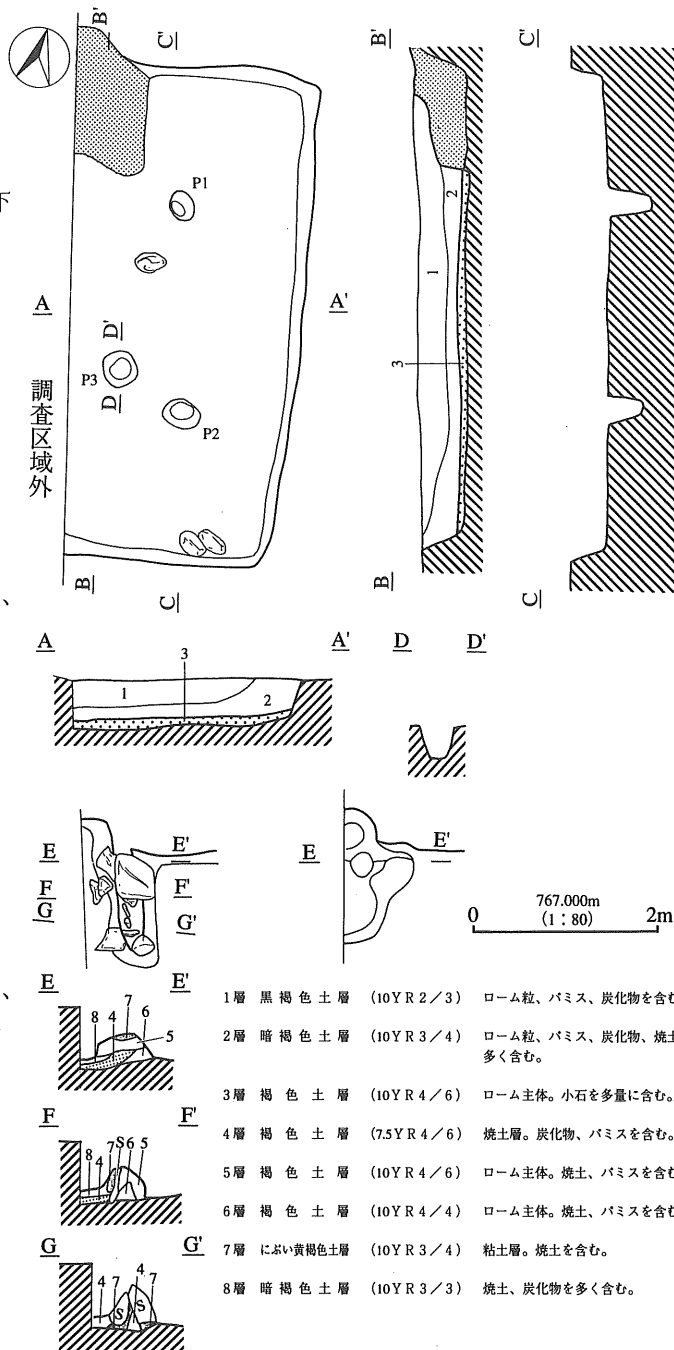 B' C' B' C'
下
P1
2
1
A A'
D'
3
P3
D
P2
調査区域外
B C B C
、
A 3 A' D D'
1 2
E E' E E'
F F'
G G'
767.000m
0 (1：80) 2m
、
E E'
7
8 4 6
5
F F'
7 S 6 5
8
4
G G'
4
4 7 S S 7
1層 黒褐色土層 (10YR2／3) ローム粒、パミス、炭化物を含む
2層 暗褐色土層 (10YR3／4) ローム粒、パミス、炭化物、焼土
多く含む。
3層 褐色土層 (10YR4／6) ローム主体。小石を多量に含む。
4層 褐色土層 (7.5YR4／6) 焼土層。炭化物、パミスを含む。
5層 褐色土層 (10YR4／6) ローム主体。焼土、パミスを含む
6層 褐色土層 (10YR4／4) ローム主体。焼土、パミスを含む
7層 にぶい黄褐色土層 (10YR3／4) 粘土層。焼土を含む。
8層 暗褐色土層 (10YR3／3) 焼土、炭化物を多く含む。